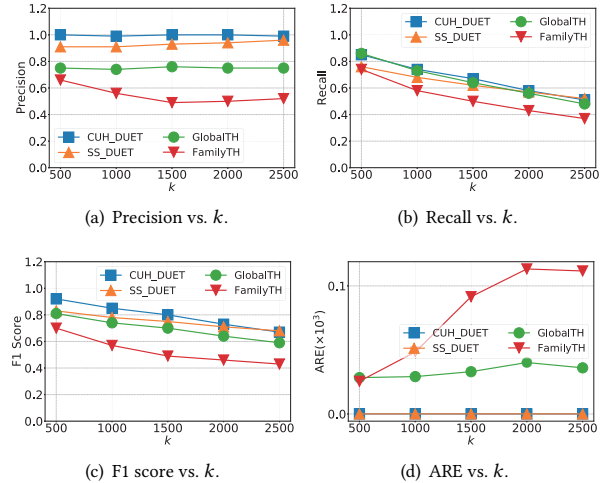 1.2
1.0
0.8
0.6
0.4
0.2
0.0
Precision
CUH_DUET GlobalTH
SS_DUET FamilyTH
500 1000 1500 2000 2500
k
(a) Precision vs. k.
1.2
1.0
0.8
0.6
0.4
0.2
0.0
Recall
CUH_DUET GlobalTH
SS_DUET FamilyTH
500 1000 1500 2000 2500
k
(b) Recall vs. k.
1.2
1.0
0.8
0.6
0.4
0.2
0.0
F1 Score
CUH_DUET GlobalTH
SS_DUET FamilyTH
500 1000 1500 2000 2500
k
(c) F1 score vs. k.
0.1
0.0
ARE(×10³)
CUH_DUET GlobalTH
SS_DUET FamilyTH
500 1000 1500 2000 2500
k
(d) ARE vs. k.